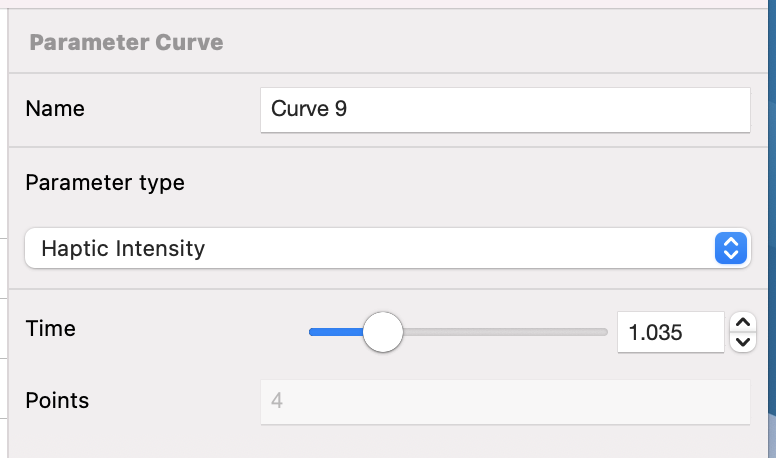 Parameter Curve
Name
Curve 9
Parameter type
Haptic Intensity
Time
1.035
Points
4